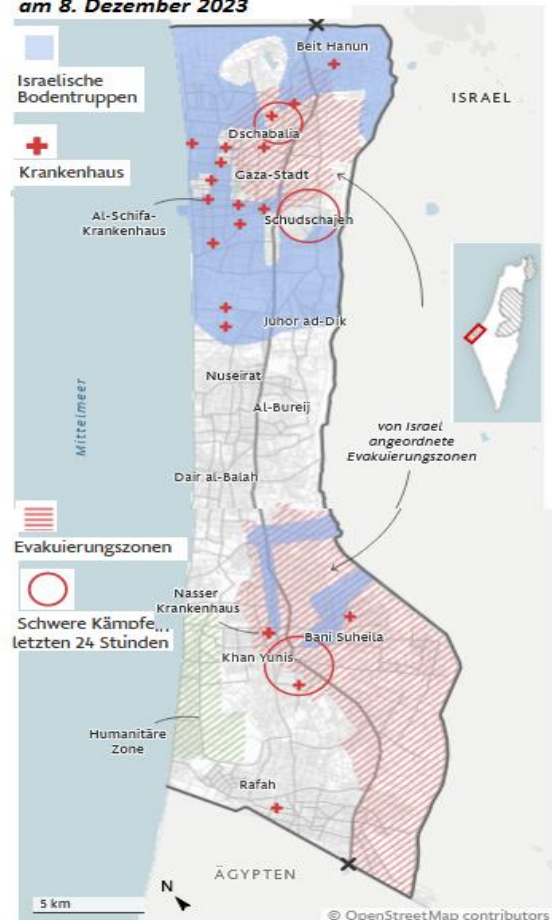 am 8. Dezember 2023
Beit Hanun
Israelische
Bodentruppen
ISRAEL
Krankenhaus
Dschabalia
Gaza-Stadt
Al-Schifa-
Krankenhaus
Schudschajeh
Juhor ad-Dik
Nuseirat
Al-Bureij
Mittelmeer
von Israel
angeordnete
Evakuierungszonen
Dair al-Balah
Evakuierungszonen
Nasser
Krankenhaus
Schwere Kämpfe
letzten 24 Stunden
Bani Suheila
Khan Yunis
Humanitäre
Zone
Rafah
ÄGYPTEN
N
5 km
© OpenStreetMap contributors